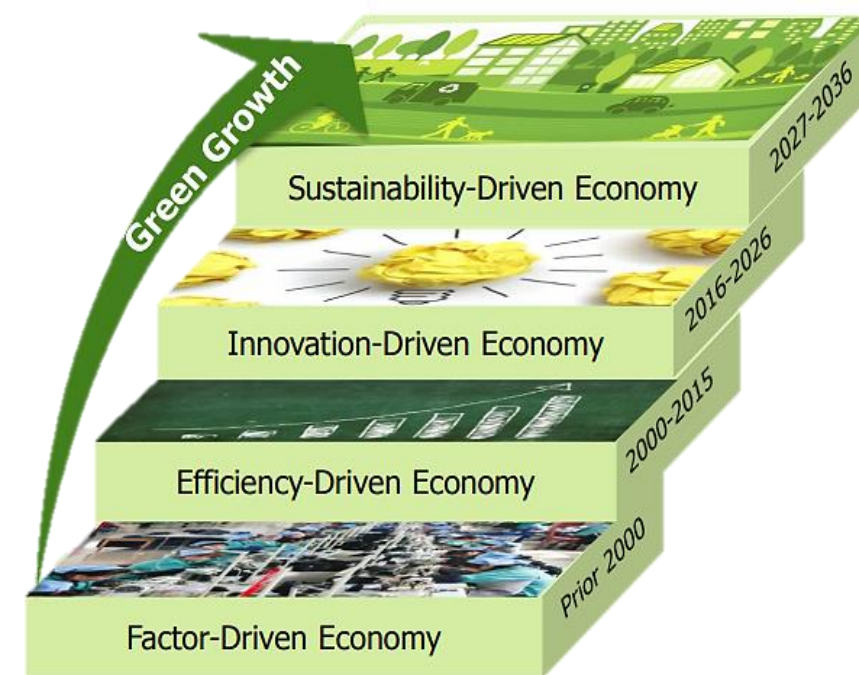 Green Growth
2027-2036
Sustainability-Driven Economy
2016-2026
Innovation-Driven Economy
2000-2015
Efficiency-Driven Economy
Prior 2000
Factor-Driven Economy